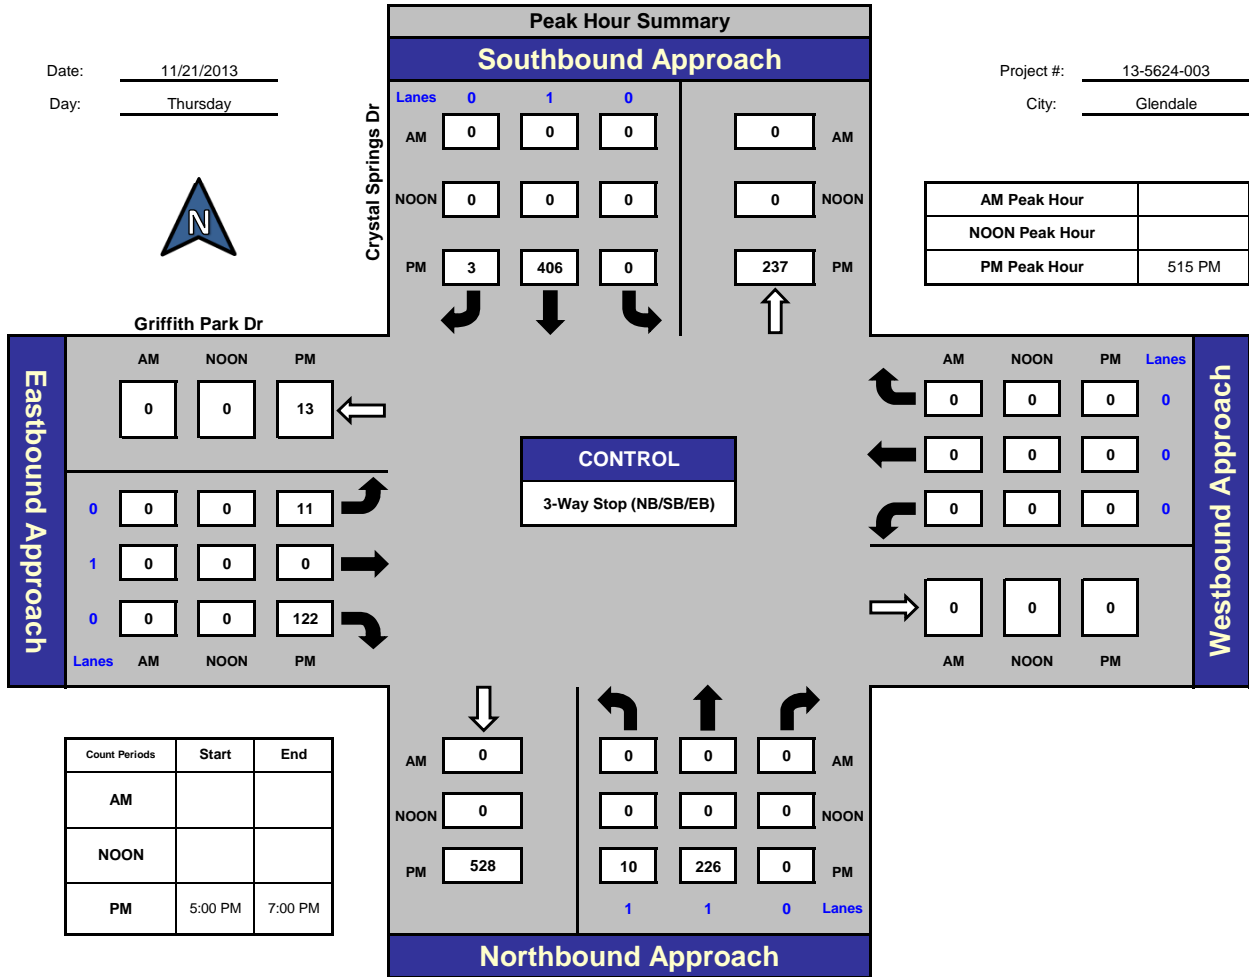 Peak Hour Summary
Southbound Approach
Date: 11/21/2013
Day: Thursday
Project #: 13-5624-003
City: Glendale
N
Crystal Springs Dr
Lanes 0 1 0
AM 0 0 0 0 AM
NOON 0 0 0 0 NOON
PM 3 406 0 237 PM
AM Peak Hour
NOON Peak Hour
PM Peak Hour 515 PM
Griffith Park Dr
Eastbound Approach
AM NOON PM
0 0 13
0 0 0 11
1 0 0 0
0 0 0 122
Lanes AM NOON PM
CONTROL
3-Way Stop (NB/SB/EB)
AM NOON PM Lanes
0 0 0 0
0 0 0 0
0 0 0 0
0 0 0
AM NOON PM
Westbound Approach
Count Periods Start End
AM
NOON
PM 5:00 PM 7:00 PM
AM 0 0 0 0 AM
NOON 0 0 0 0 NOON
PM 528 10 226 0 PM
1 1 0 Lanes
Northbound Approach